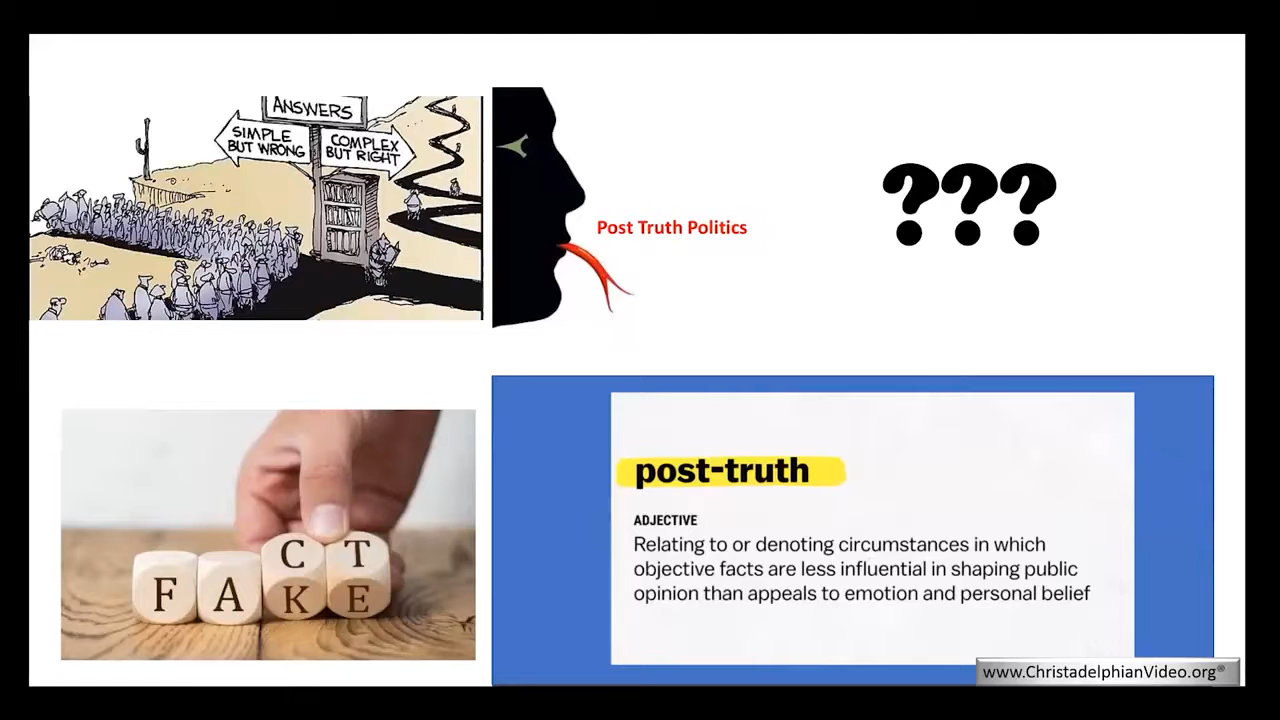 ANSWERS
SIMPLE
BUT WRONG
COMPLEX
BUT RIGHT
Post Truth Politics
???
F A C T
K E
post-truth
ADJECTIVE
Relating to or denoting circumstances in which
objective facts are less influential in shaping public
opinion than appeals to emotion and personal belief
www.ChristadelphianVideo.org®